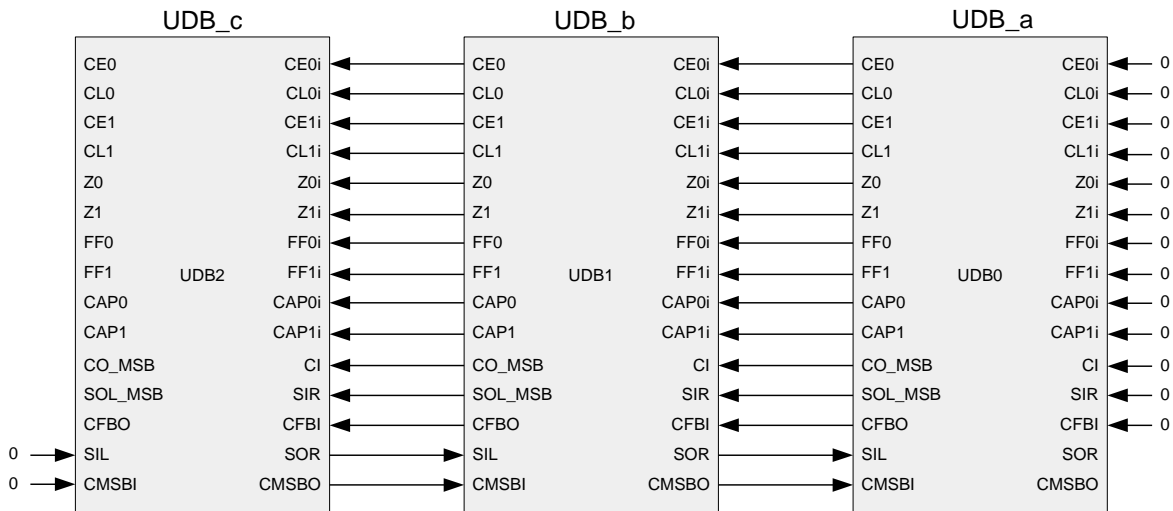 UDB_c UDB_b UDB_a
CE0 CE0i CE0 CE0i CE0 CE0i 0
CL0 CL0i CL0 CL0i CL0 CL0i 0
CE1 CE1i CE1 CE1i CE1 CE1i 0
CL1 CL1i CL1 CL1i CL1 CL1i 0
Z0 Z0i Z0 Z0i Z0 Z0i 0
Z1 Z1i Z1 Z1i Z1 Z1i 0
FF0 FF0i FF0 FF0i FF0 FF0i 0
FF1 UDB2 FF1i FF1 UDB1 FF1i FF1 UDB0 FF1i 0
CAP0 CAP0i CAP0 CAP0i CAP0 CAP0i 0
CAP1 CAP1i CAP1 CAP1i CAP1 CAP1i 0
CO_MSB CI CO_MSB CI CO_MSB CI 0
SOL_MSB SIR SOL_MSB SIR SOL_MSB SIR 0
CFBO CFBI CFBO CFBI CFBO CFBI 0
0 SIL SOR SIL SOR SIL SOR
0 CMSBI CMSBO CMSBI CMSBO CMSBI CMSBO